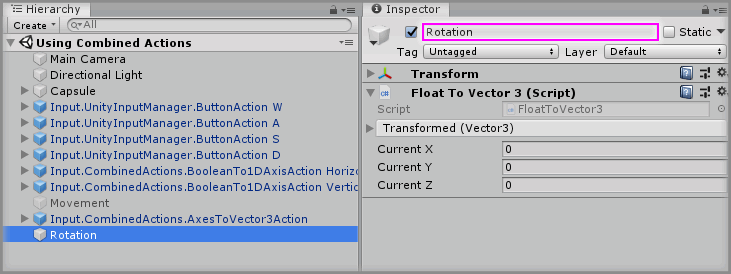 Hierarchy
Create
All
Using Combined Actions
Main Camera
Directional Light
Capsule
Input.UnityInputManager.ButtonAction W
Input.UnityInputManager.ButtonAction A
Input.UnityInputManager.ButtonAction S
Input.UnityInputManager.ButtonAction D
Input.CombinedActions.BooleanTo1DAxisAction Horizo
Input.CombinedActions.BooleanTo1DAxisAction Vertic
Movement
Input.CombinedActions.AxesToVector3Action
Rotation
Inspector
Rotation Static
Tag Untagged Layer Default
Transform
Float To Vector 3 (Script)
Script FloatToVector3
Transformed (Vector3)
Current X 0
Current Y 0
Current Z 0